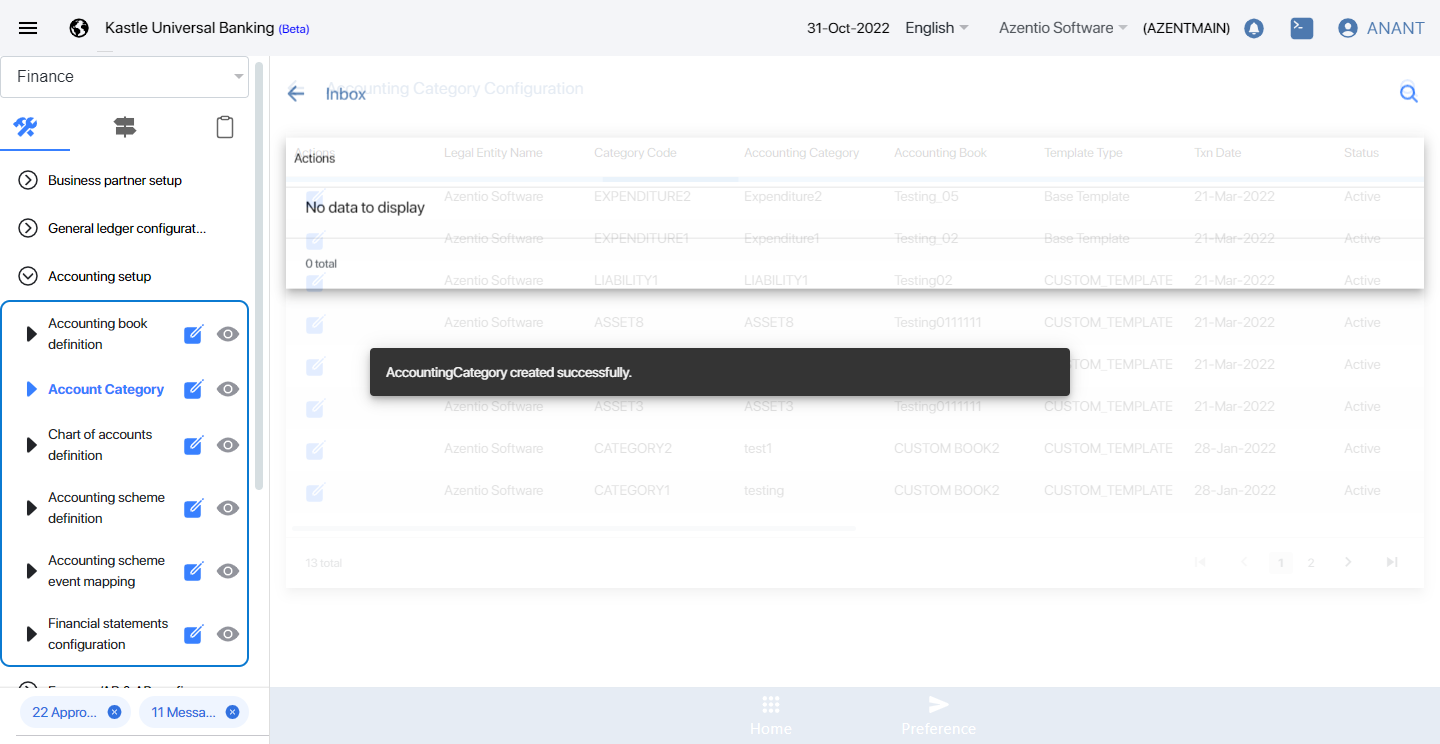 Kastle Universal Banking (Beta)
31-Oct-2022
English
Azentio Software
(AZENTMAIN)
ANANT
Finance
Business partner setup
General ledger configurat...
Accounting setup
Accounting book
definition
Account Category
Chart of accounts
definition
Accounting scheme
definition
Accounting scheme
event mapping
Financial statements
configuration
22 Appro...
11 Messa...
Accounting Category Configuration
Inbox
Actions Legal Entity Name Category Code Accounting Category Accounting Book Template Type Txn Date Status
Actions
Azentio Software EXPENDITURE2 Expenditure2 Testing_05 Base Template 21-Mar-2022 Active
No data to display
Azentio Software EXPENDITURE1 Expenditure1 Testing_02 Base Template 21-Mar-2022 Active
0 total
Azentio Software LIABILITY1 LIABILITY1 Testing02 CUSTOM_TEMPLATE 21-Mar-2022 Active
Azentio Software ASSET8 ASSET8 Testing0111111 CUSTOM_TEMPLATE 21-Mar-2022 Active
AccountingCategory created successfully.
TEMPLATE 21-Mar-2022 Active
Azentio Software ASSET3 ASSET3 Testing0111111 CUSTOM_TEMPLATE 21-Mar-2022 Active
Azentio Software CATEGORY2 test1 CUSTOM BOOK2 CUSTOM_TEMPLATE 28-Jan-2022 Active
Azentio Software CATEGORY1 testing CUSTOM BOOK2 CUSTOM_TEMPLATE 28-Jan-2022 Active
13 total
1 2
Home
Preference